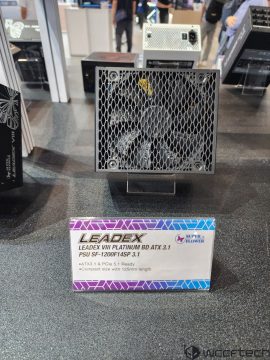 LEADEX
LEADEX VIII PLATINUM BD ATX 3.1
PSU SF-1200F14SP 3.1
SUPER
FLOWER
•ATX3.1 & PCIe 5.1 Ready
•Compact size with 125mm length
wccftech